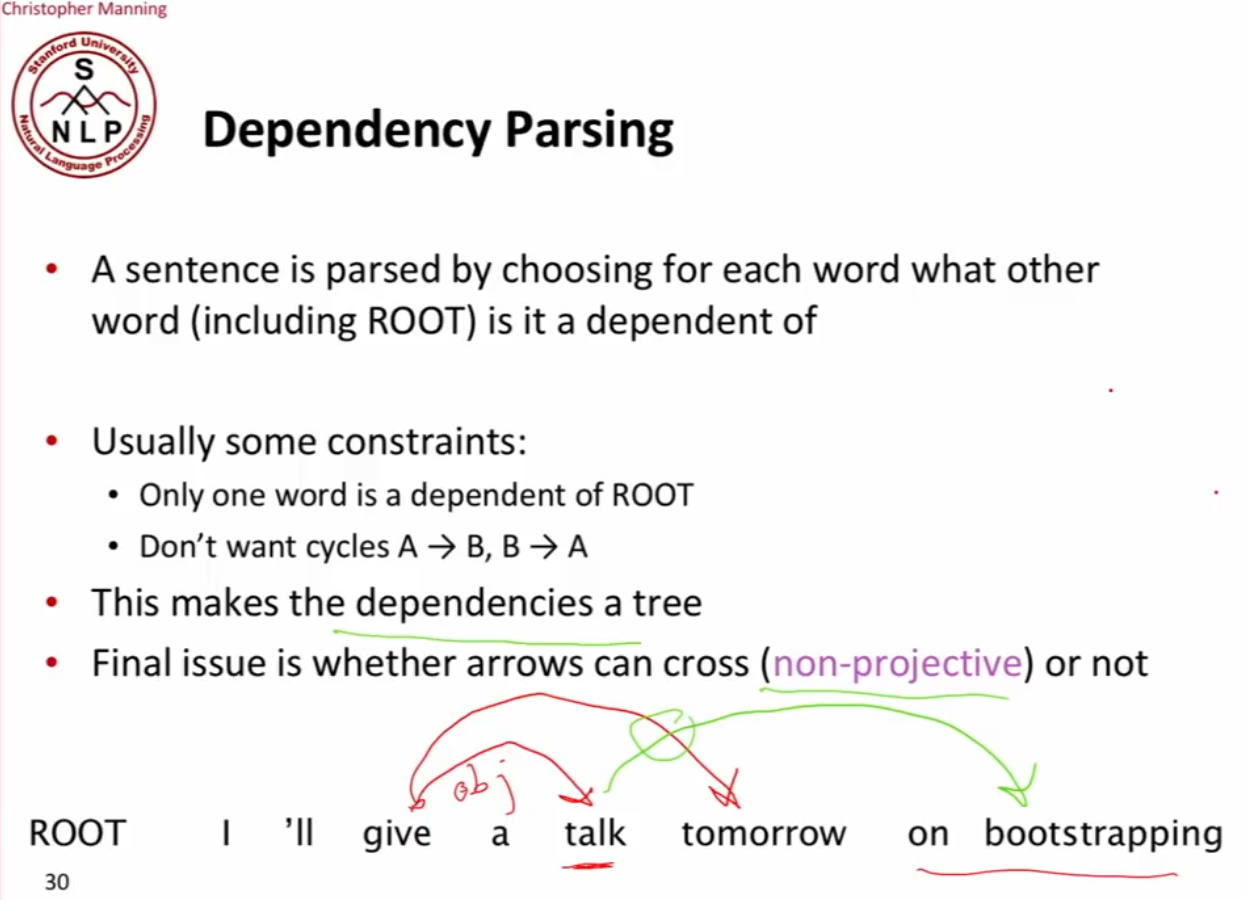 Christopher Manning
Stanford University
S
NLP
Natural Language Processing
Dependency Parsing
• A sentence is parsed by choosing for each word what other
word (including ROOT) is it a dependent of
• Usually some constraints:
• Only one word is a dependent of ROOT
• Don’t want cycles A → B, B → A
• This makes the dependencies a tree
• Final issue is whether arrows can cross (non-projective) or not
obj
ROOT I ’ll give a talk tomorrow on bootstrapping
30